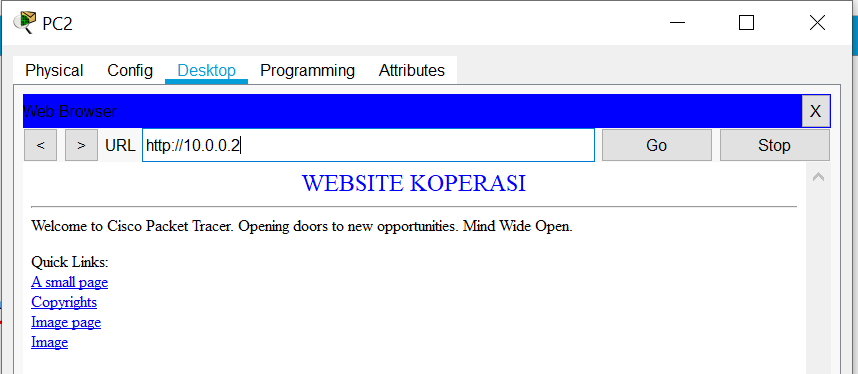 PC2
Physical Config Desktop Programming Attributes
Web Browser X
< > URL http://10.0.0.2 Go Stop
WEBSITE KOPERASI
Welcome to Cisco Packet Tracer. Opening doors to new opportunities. Mind Wide Open.
Quick Links:
A small page
Copyrights
Image page
Image